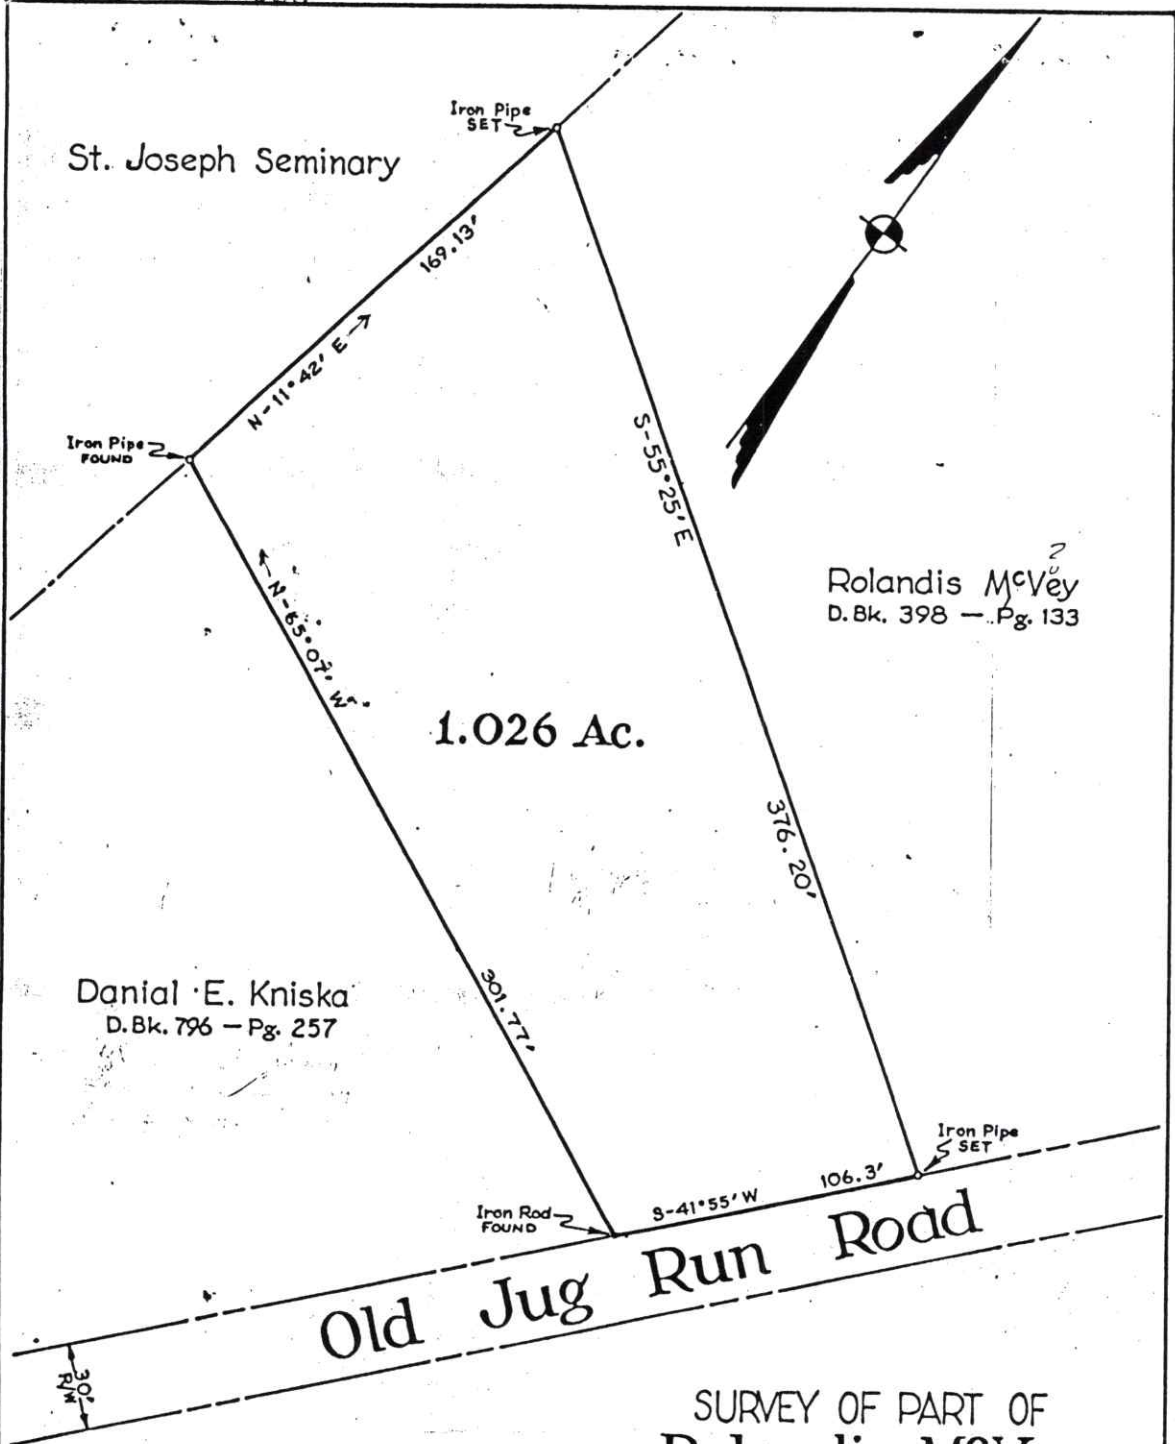 Iron Pipe
SET
St. Joseph Seminary
169.13'
N-11°42' E
Iron Pipe
FOUND
S-55°25' E
N-65°07' W
Rolandis McVey
D.Bk. 398 — Pg. 133
1.026 Ac.
376.20'
Danial E. Kniska
D.Bk. 796 — Pg. 257
301.77'
Iron Pipe
SET
106.3'
S-41°55' W
Iron Rod
FOUND
Old Jug Run Road
30'
R/W
SURVEY OF PART OF